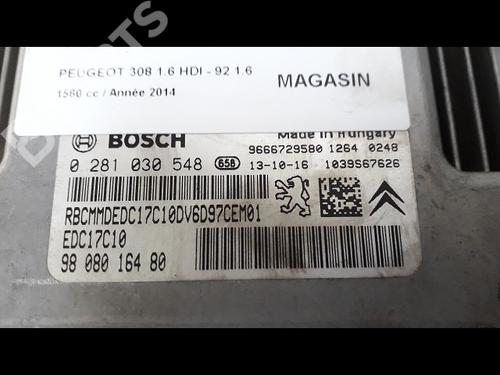 PEUGEOT 308 1.6 HDI - 92 1.6
1560 cc / Année 2014
MAGASIN
BOSCH
Made in Hungary
9666729580 1264 0248
0 281 030 548 65B 13-10-16 1039S67626
RBCMMDEDC17C10DV6D97CEM01
EDC17C10
98 080 164 80